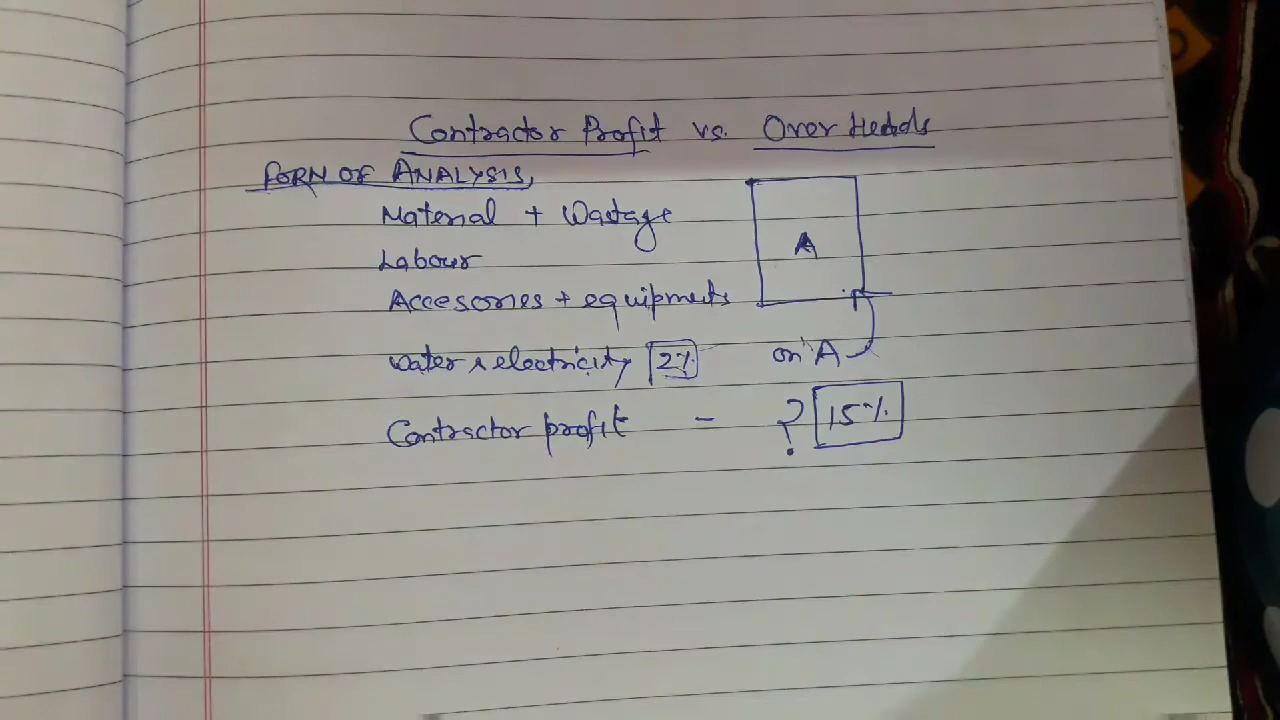 Contractor Profit vs. Over Heads
FORM OF ANALYSIS,
Material + Wastage
A
Labour
Accesories + equipments
Water & electricity 2% on A
Contractor profit - ? 15%